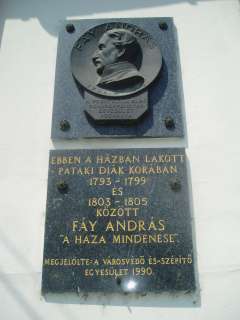 FÁY ANDRÁS
EBBEN A HÁZBAN LAKOTT
PATAKI DIÁK KORÁBAN
1793 - 1799
ÉS
1803 - 1805
KÖZÖTT
FÁY ANDRÁS
"A HAZA MINDENESE".
MEGJELÖLTE-A VÁROSVÉDŐ ÉS-SZÉPÍTŐ
EGYESÜLET 1990.